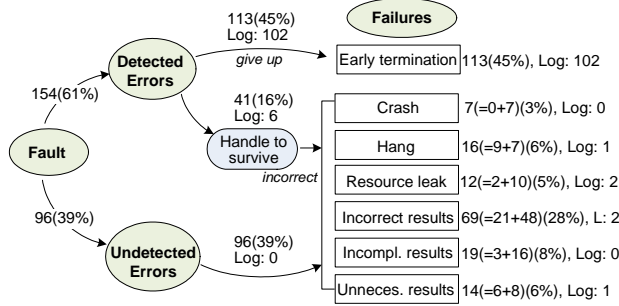 113(45%)
Log: 102
give up
Failures
Detected
Errors
Early termination 113(45%), Log: 102
154(61%)
41(16%)
Log: 6
Crash 7(=0+7)(3%), Log: 0
Handle to
survive
Hang 16(=9+7)(6%), Log: 1
Fault
incorrect
Resource leak 12(=2+10)(5%), Log: 2
Incorrect results 69(=21+48)(28%), L: 2
96(39%)
96(39%)
Log: 0
Undetected
Errors
Incompl. results 19(=3+16)(8%), Log: 0
Unneces. results 14(=6+8)(6%), Log: 1